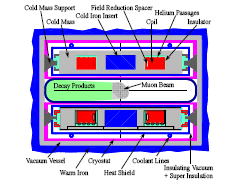 Cold Mass Support
Cold Mass
Cold Iron Insert
Field Reduction Spacer
Coil
Helium Passages
Insulator
Decay Products
Muon Beam
Vacuum Vessel
Warm Iron
Cryostat
Heat Shield
Coolant Lines
Insulating Vacuum
+ Super Insulation